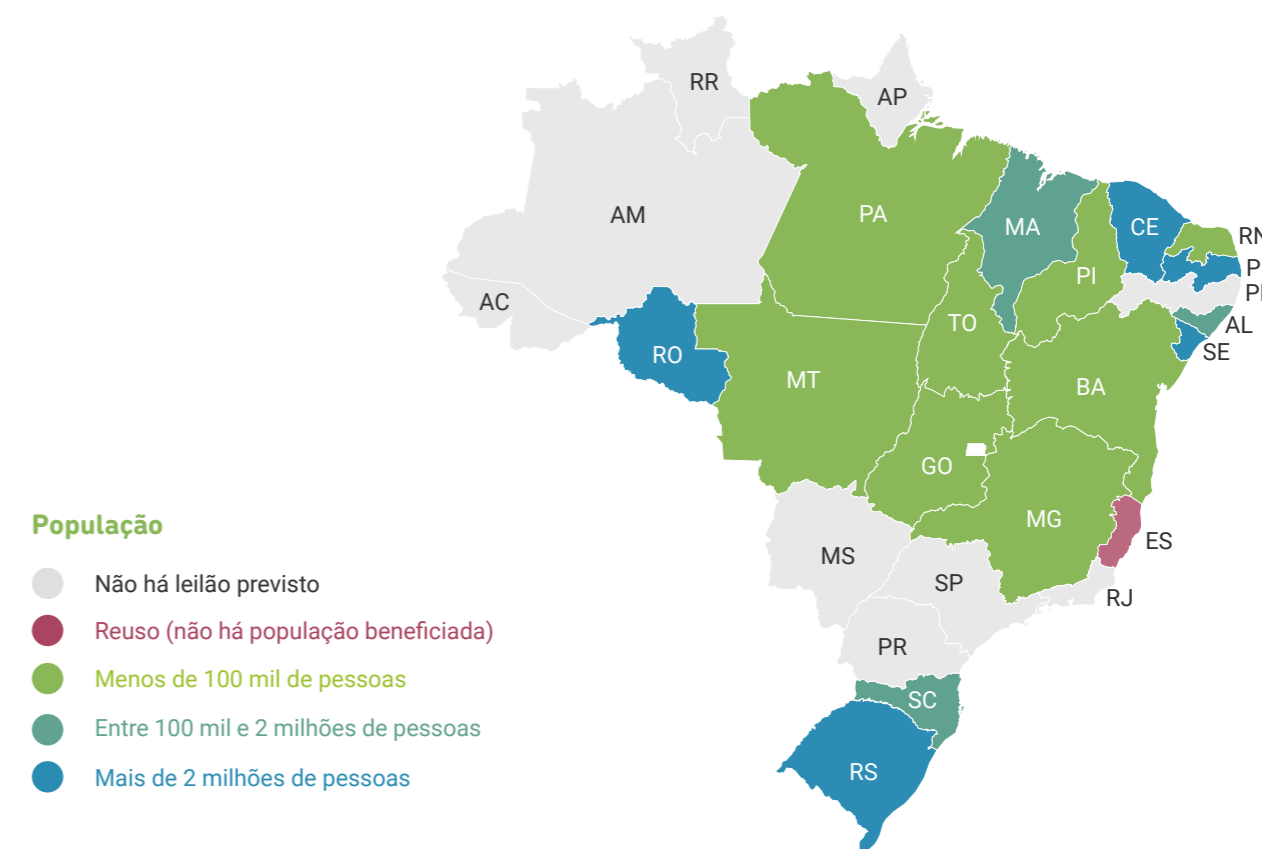 RR
AP
AM
PA
MA
CE
RN
PI
AC
TO
AL
RO
SE
MT
BA
GO
MG
População
ES
MS
Não há leilão previsto
SP
RJ
Reuso (não há população beneficiada)
PR
Menos de 100 mil de pessoas
SC
Entre 100 mil e 2 milhões de pessoas
RS
Mais de 2 milhões de pessoas